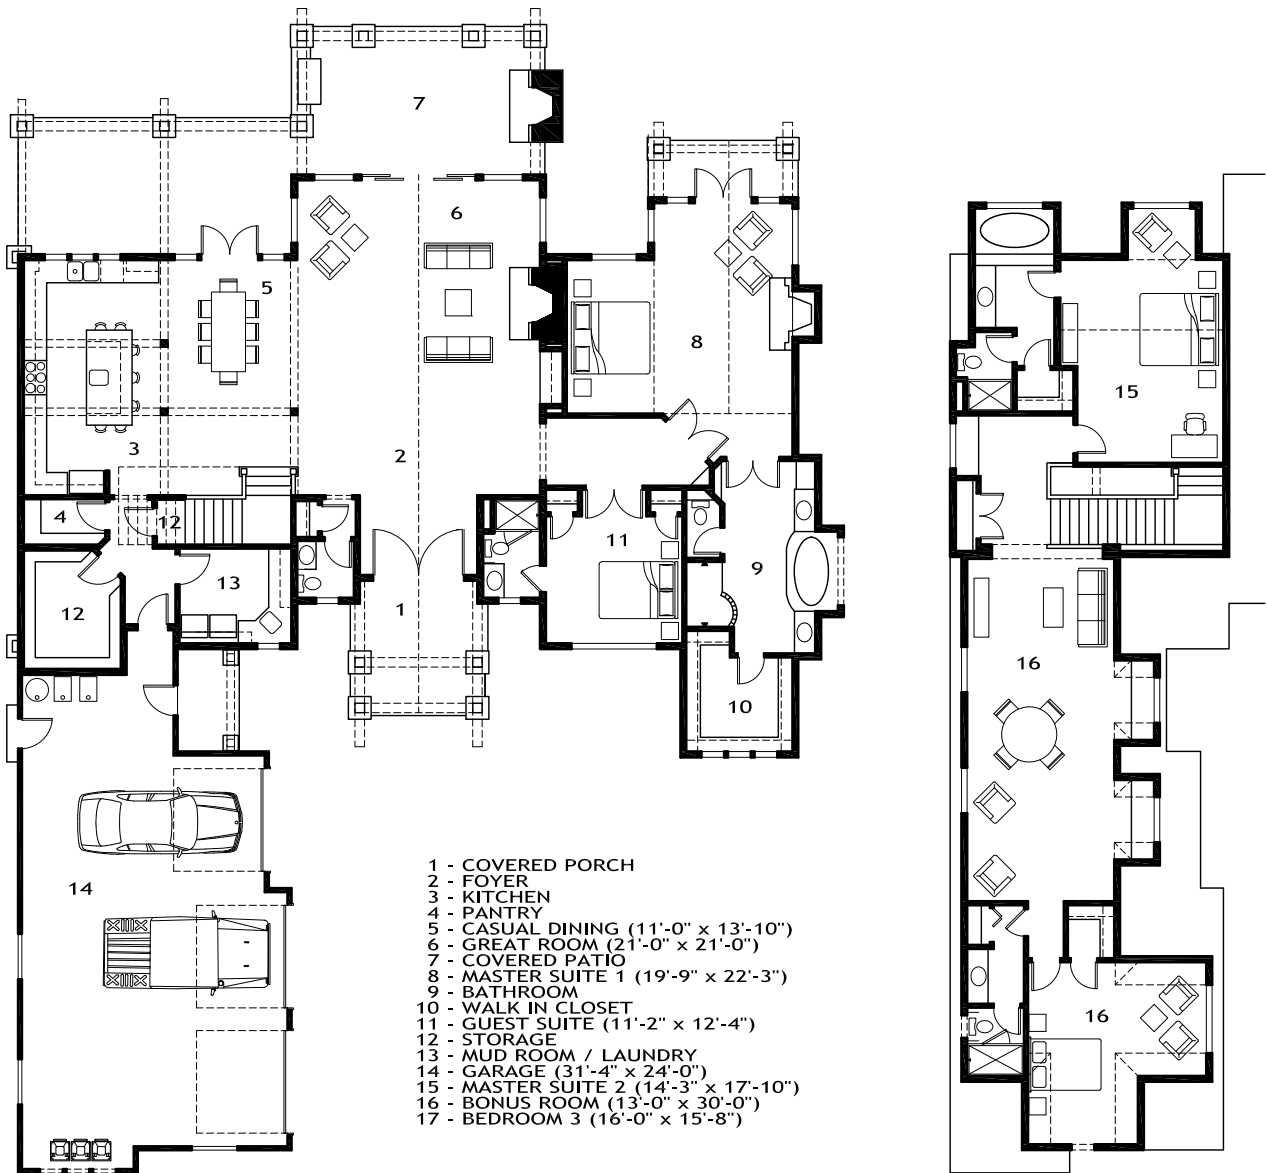 7
6
5
8
3
2
15
4
12
11
13
9
12
1
16
10
14
16
1 - COVERED PORCH
2 - FOYER
3 - KITCHEN
4 - PANTRY
5 - CASUAL DINING (11'-0" x 13'-10")
6 - GREAT ROOM (21'-0" x 21'-0")
7 - COVERED PATIO
8 - MASTER SUITE 1 (19'-9" x 22'-3")
9 - BATHROOM
10 - WALK IN CLOSET
11 - GUEST SUITE (11'-2" x 12'-4")
12 - STORAGE
13 - MUD ROOM / LAUNDRY
14 - GARAGE (31'-4" x 24'-0")
15 - MASTER SUITE 2 (14'-3" x 17'-10")
16 - BONUS ROOM (13'-0" x 30'-0")
17 - BEDROOM 3 (16'-0" x 15'-8")